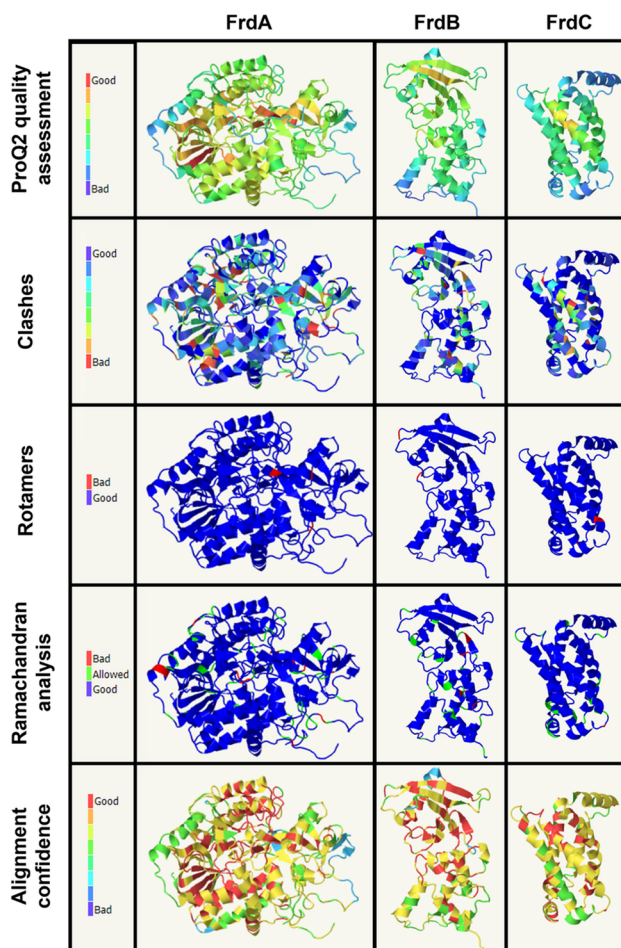 FrdA FrdB FrdC
ProQ2 quality
assessment
Good
Bad
Clashes
Good
Bad
Rotamers
Bad
Good
Ramachandran
analysis
Bad
Allowed
Good
Alignment
confidence
Good
Bad